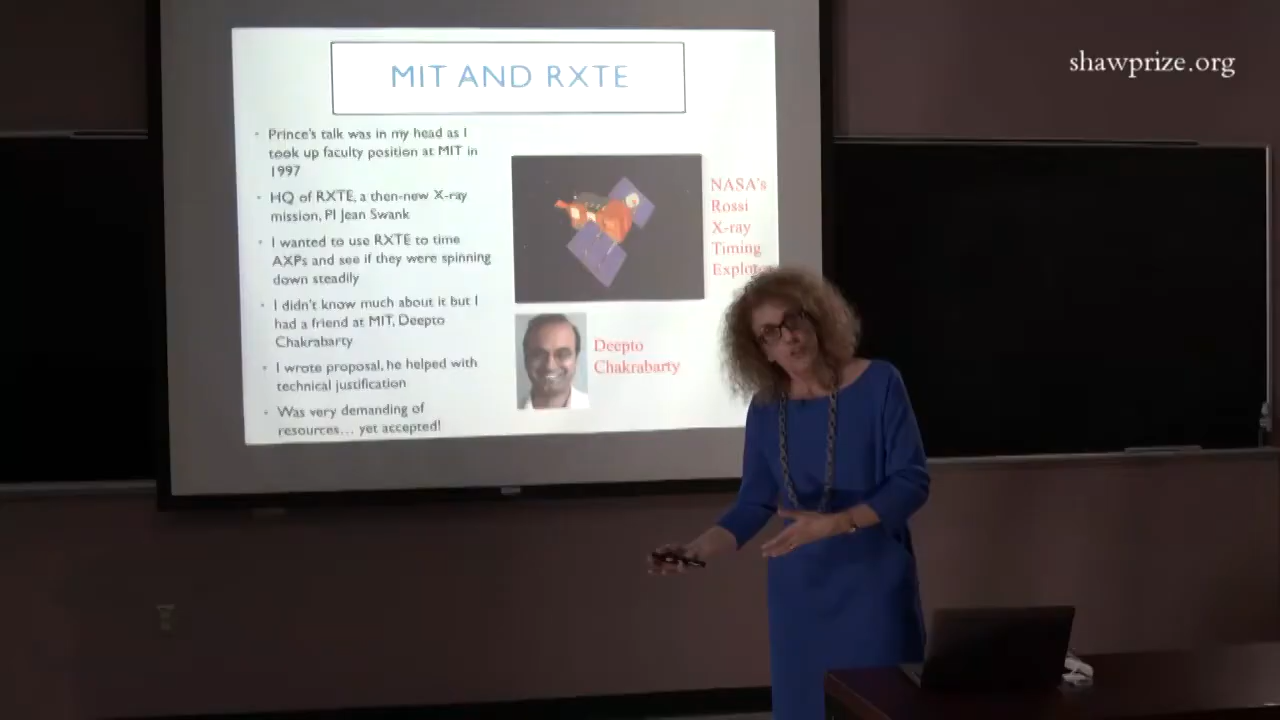 shawprize.org
MIT AND RXTE
• Prince's talk was in my head as I
took up faculty position at MIT in
1997
• HQ of RXTE, a then-new X-ray
mission, PI Jean Swank
• I wanted to use RXTE to time
AXPs and see if they were spinning
down steadily
• I didn't know much about it but I
had a friend at MIT, Deepto
Chakrabarty
• I wrote proposal, he helped with
technical justification
• Was very demanding of
resources... yet accepted!
NASA's
Rossi
X-ray
Timing
Explorer
Deepto
Chakrabarty